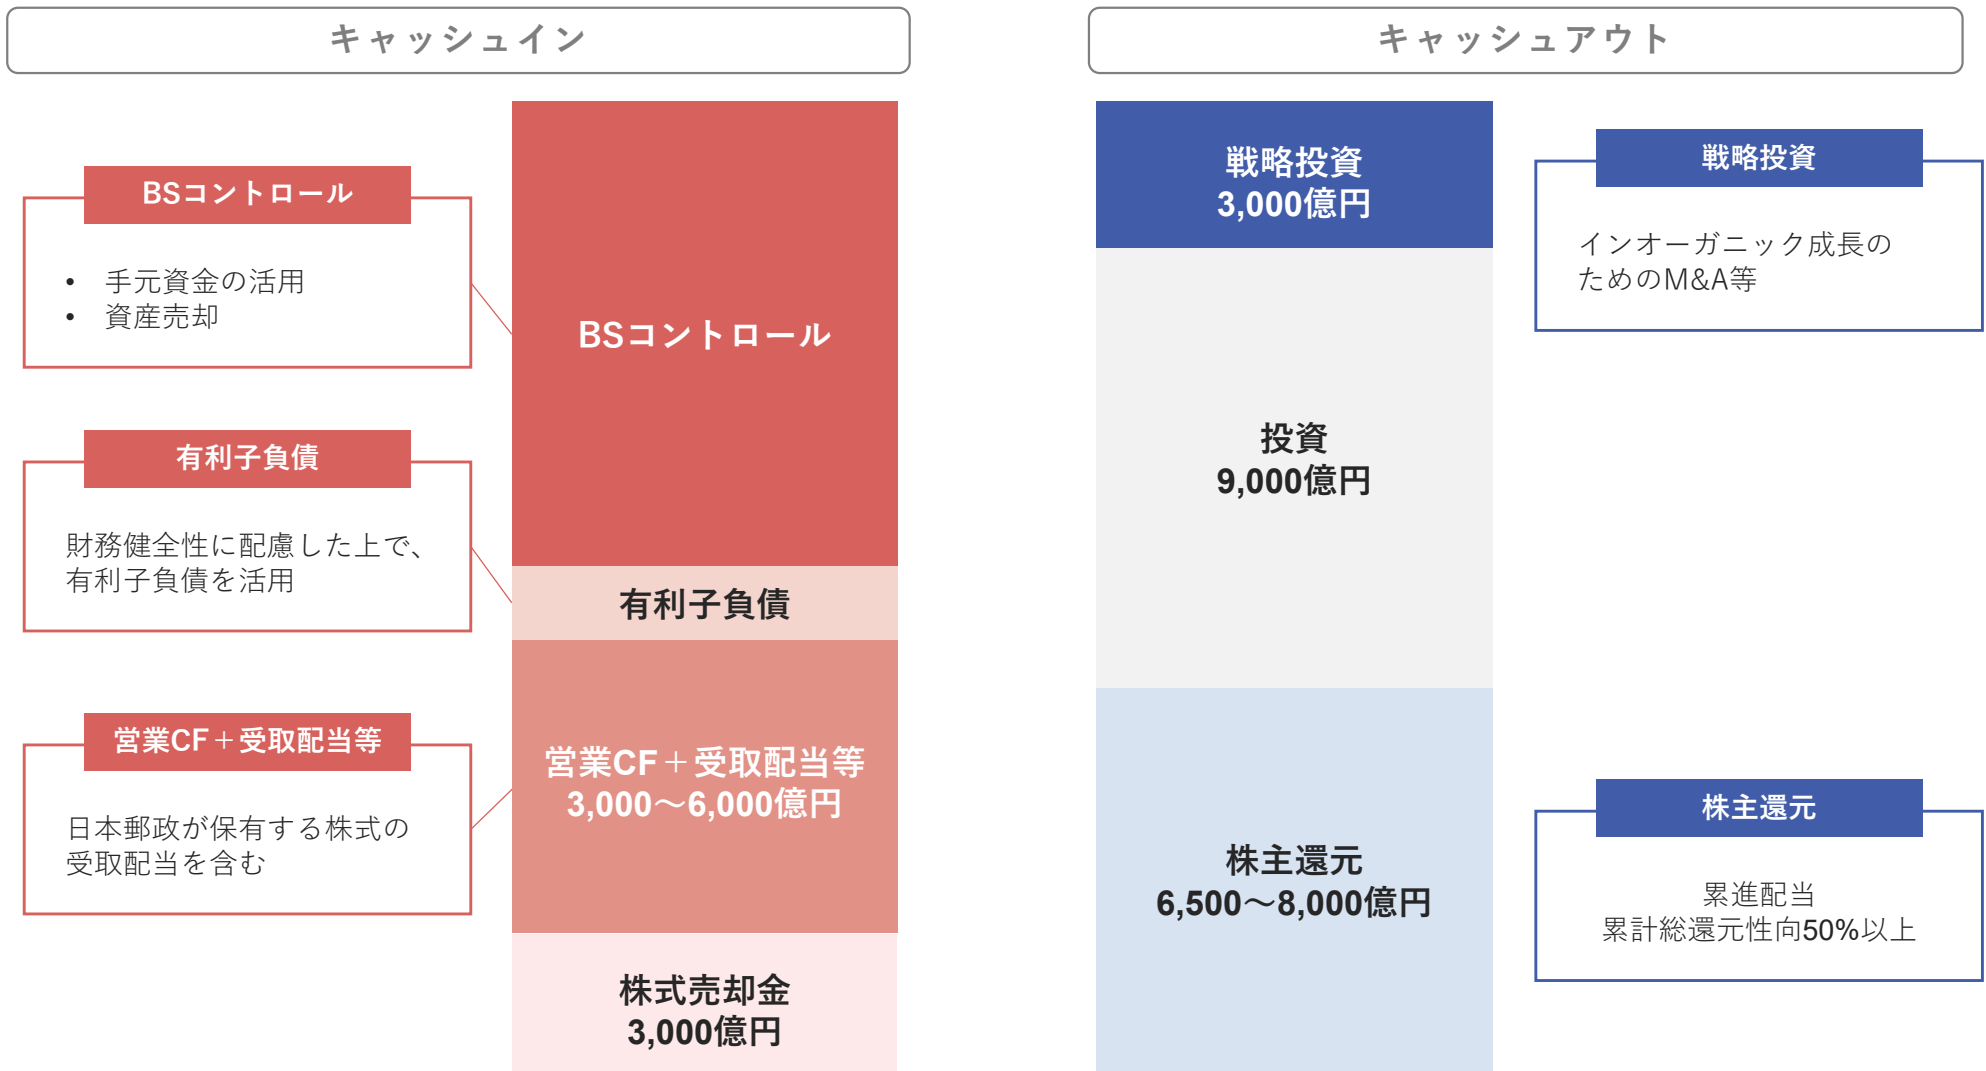 キャッシュイン
BSコントロール
• 手元資金の活用
• 資産売却
有利子負債
財務健全性に配慮した上で、
有利子負債を活用
営業CF＋受取配当等
日本郵政が保有する株式の
受取配当を含む
BSコントロール
有利子負債
営業CF＋受取配当等
3,000～6,000億円
株式売却金
3,000億円
キャッシュアウト
戦略投資
3,000億円
投資
9,000億円
株主還元
6,500～8,000億円
戦略投資
インオーガニック成長の
ためのM&A等
株主還元
累進配当
累計総還元性向50%以上